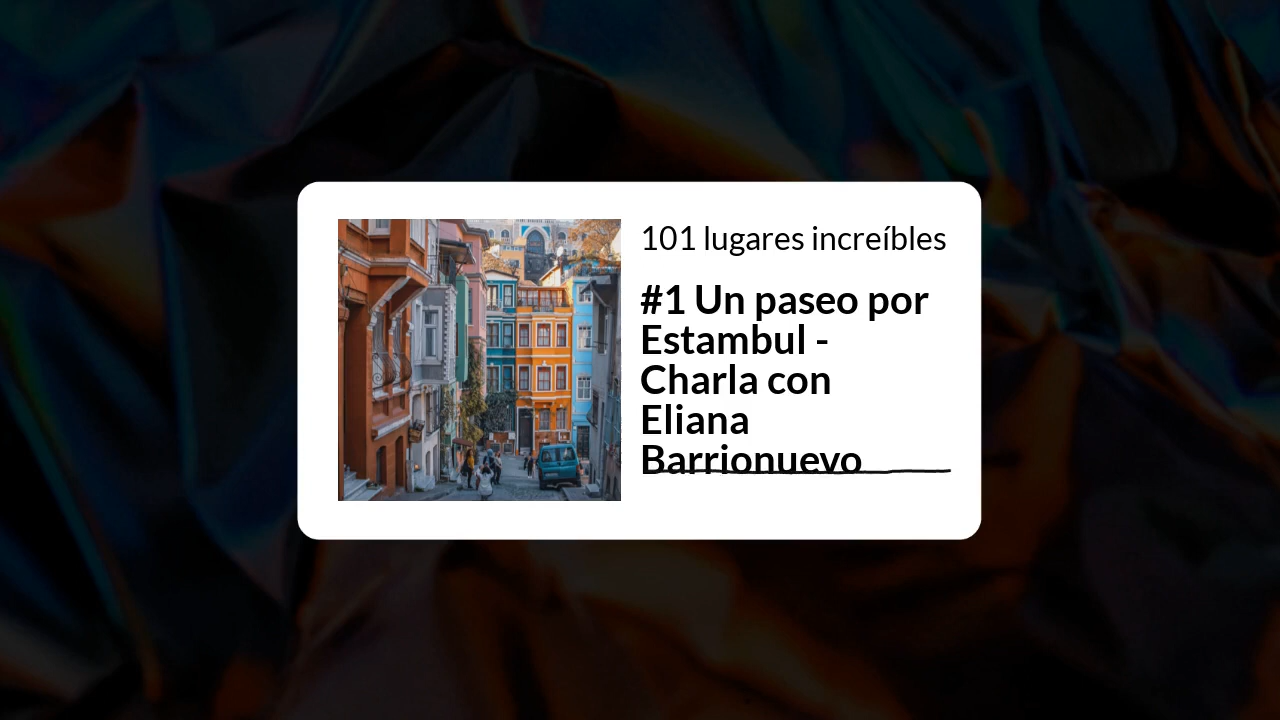 101 lugares increíbles
#1 Un paseo por
Estambul -
Charla con
Eliana
Barrionuevo